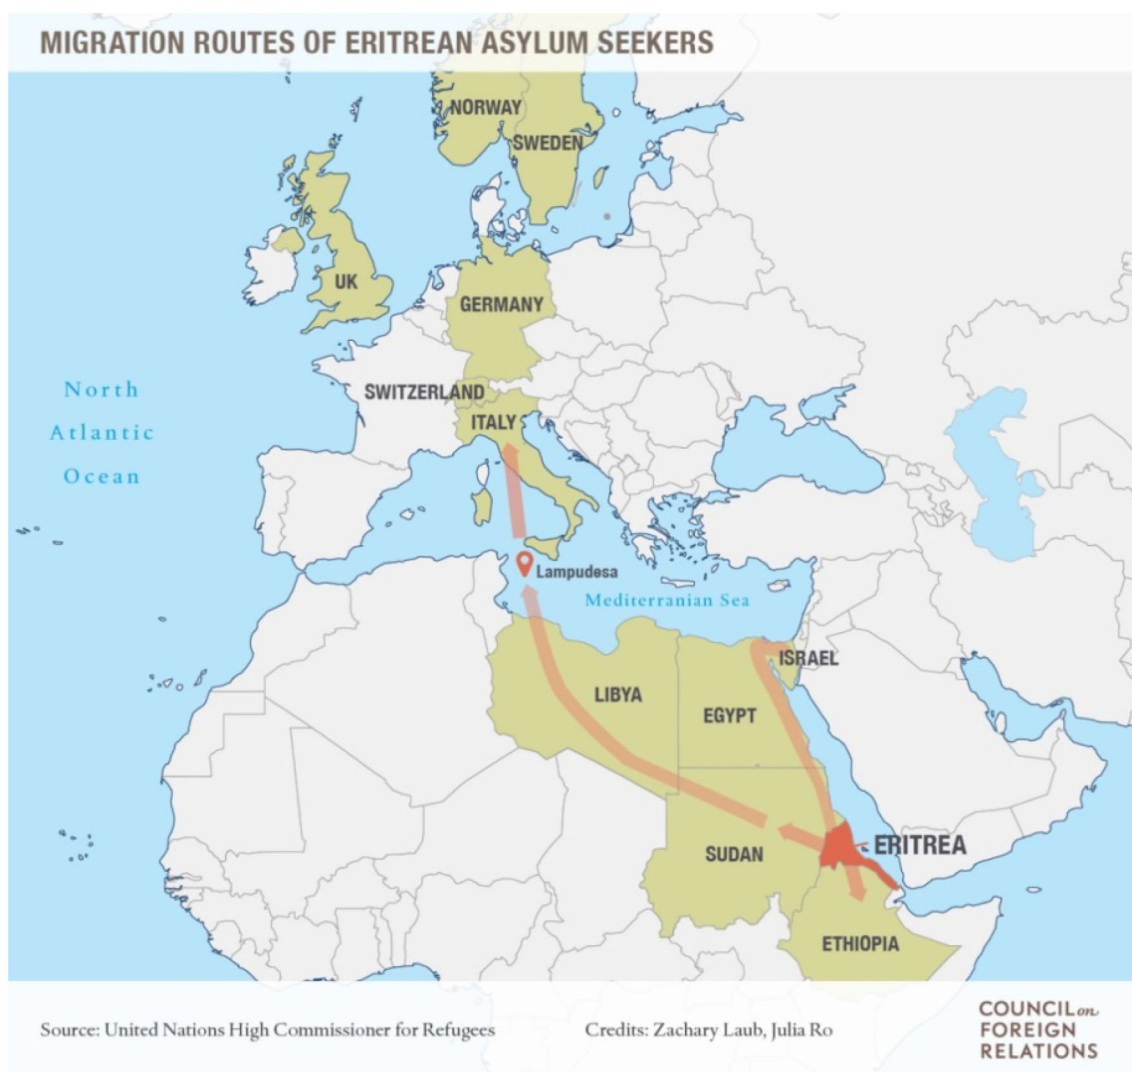 MIGRATION ROUTES OF ERITREAN ASYLUM SEEKERS
NORWAY
SWEDEN
UK
GERMANY
SWITZERLAND
ITALY
North
Atlantic
Ocean
Lampudesa
Mediterranian Sea
ISRAEL
LIBYA
EGYPT
ERITREA
SUDAN
ETHIOPIA
Source: United Nations High Commissioner for Refugees
Credits: Zachary Laub, Julia Ro
COUNCIL on
FOREIGN
RELATIONS